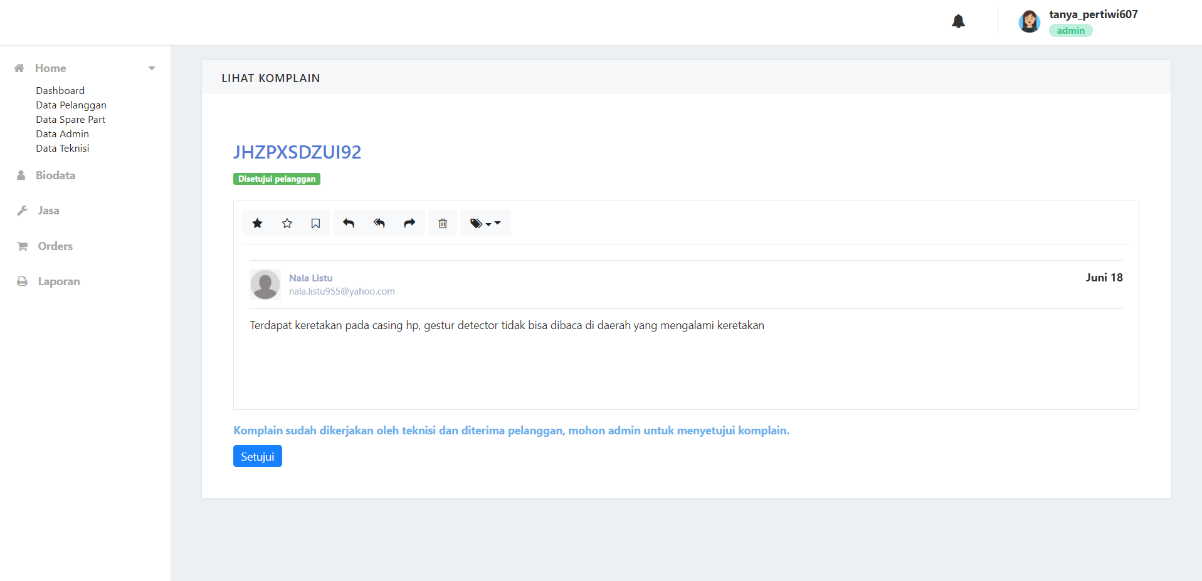 tanya_pertiwi607
admin
Home
Dashboard
Data Pelanggan
Data Spare Part
Data Admin
Data Teknisi
Biodata
Jasa
Orders
Laporan
LIHAT KOMPLAIN
JHZPXSDZUI92
Disetujui pelanggan
Nala Listu
Juni 18
nala.listu955@yahoo.com
Terdapat keretakan pada casing hp, gestur detector tidak bisa dibaca di daerah yang mengalami keretakan
Komplain sudah dikerjakan oleh teknisi dan diterima pelanggan, mohon admin untuk menyetujui komplain.
Setujui